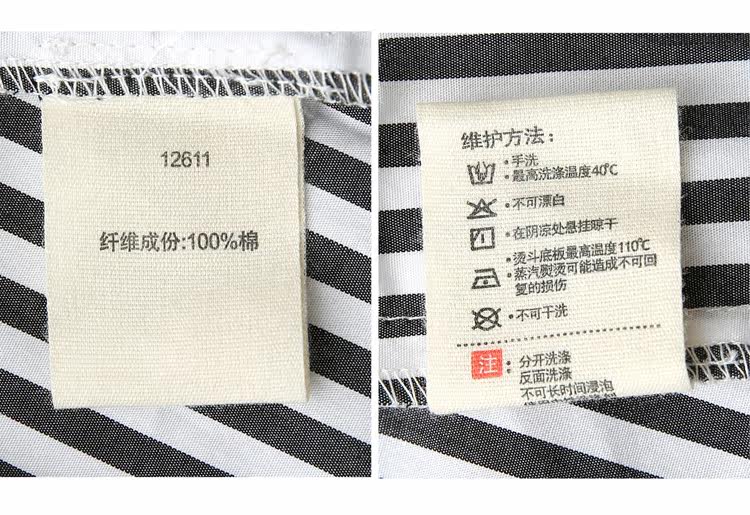 12611
纤维成份:100%棉
维护方法：
•手洗
•最高洗涤温度40℃
•不可漂白
•在阴凉处悬挂晾干
•烫斗底板最高温度110℃
•蒸汽熨烫可能造成不可回
复的损伤
•不可干洗
注：分开洗涤
反面洗涤
不可长时间浸泡